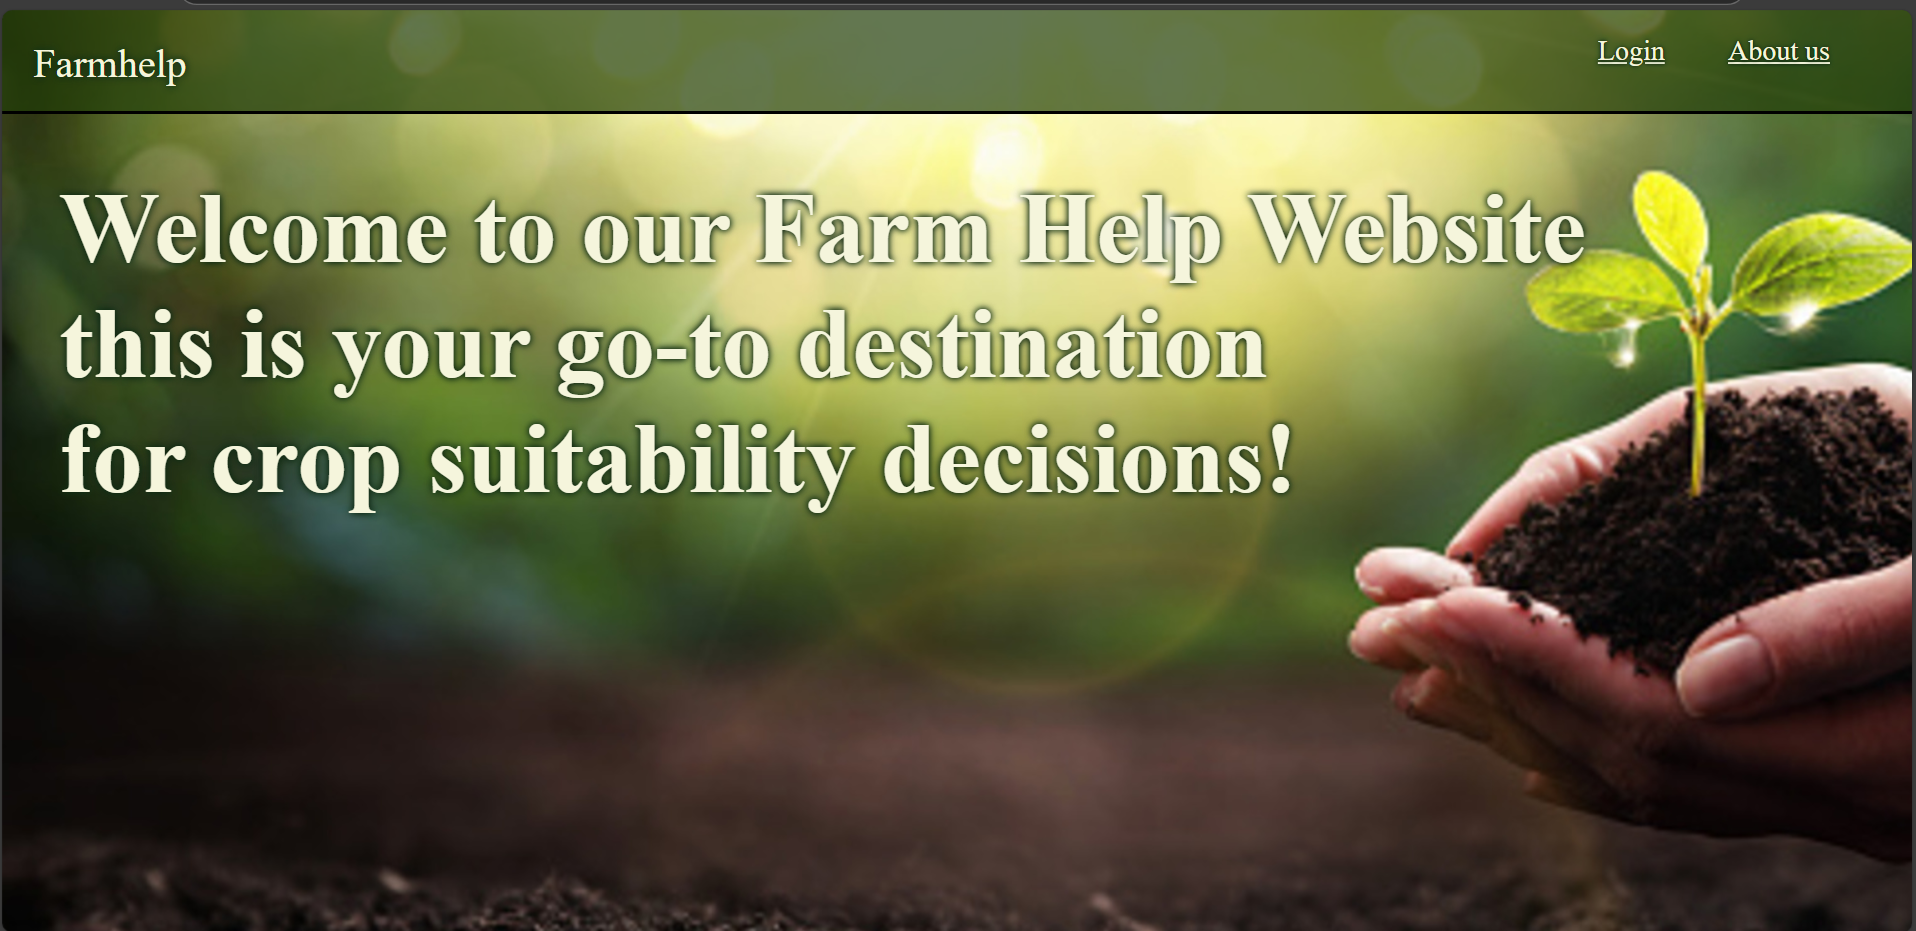 Farmhelp
Login
About us
Welcome to our Farm Help Website
this is your go-to destination
for crop suitability decisions!